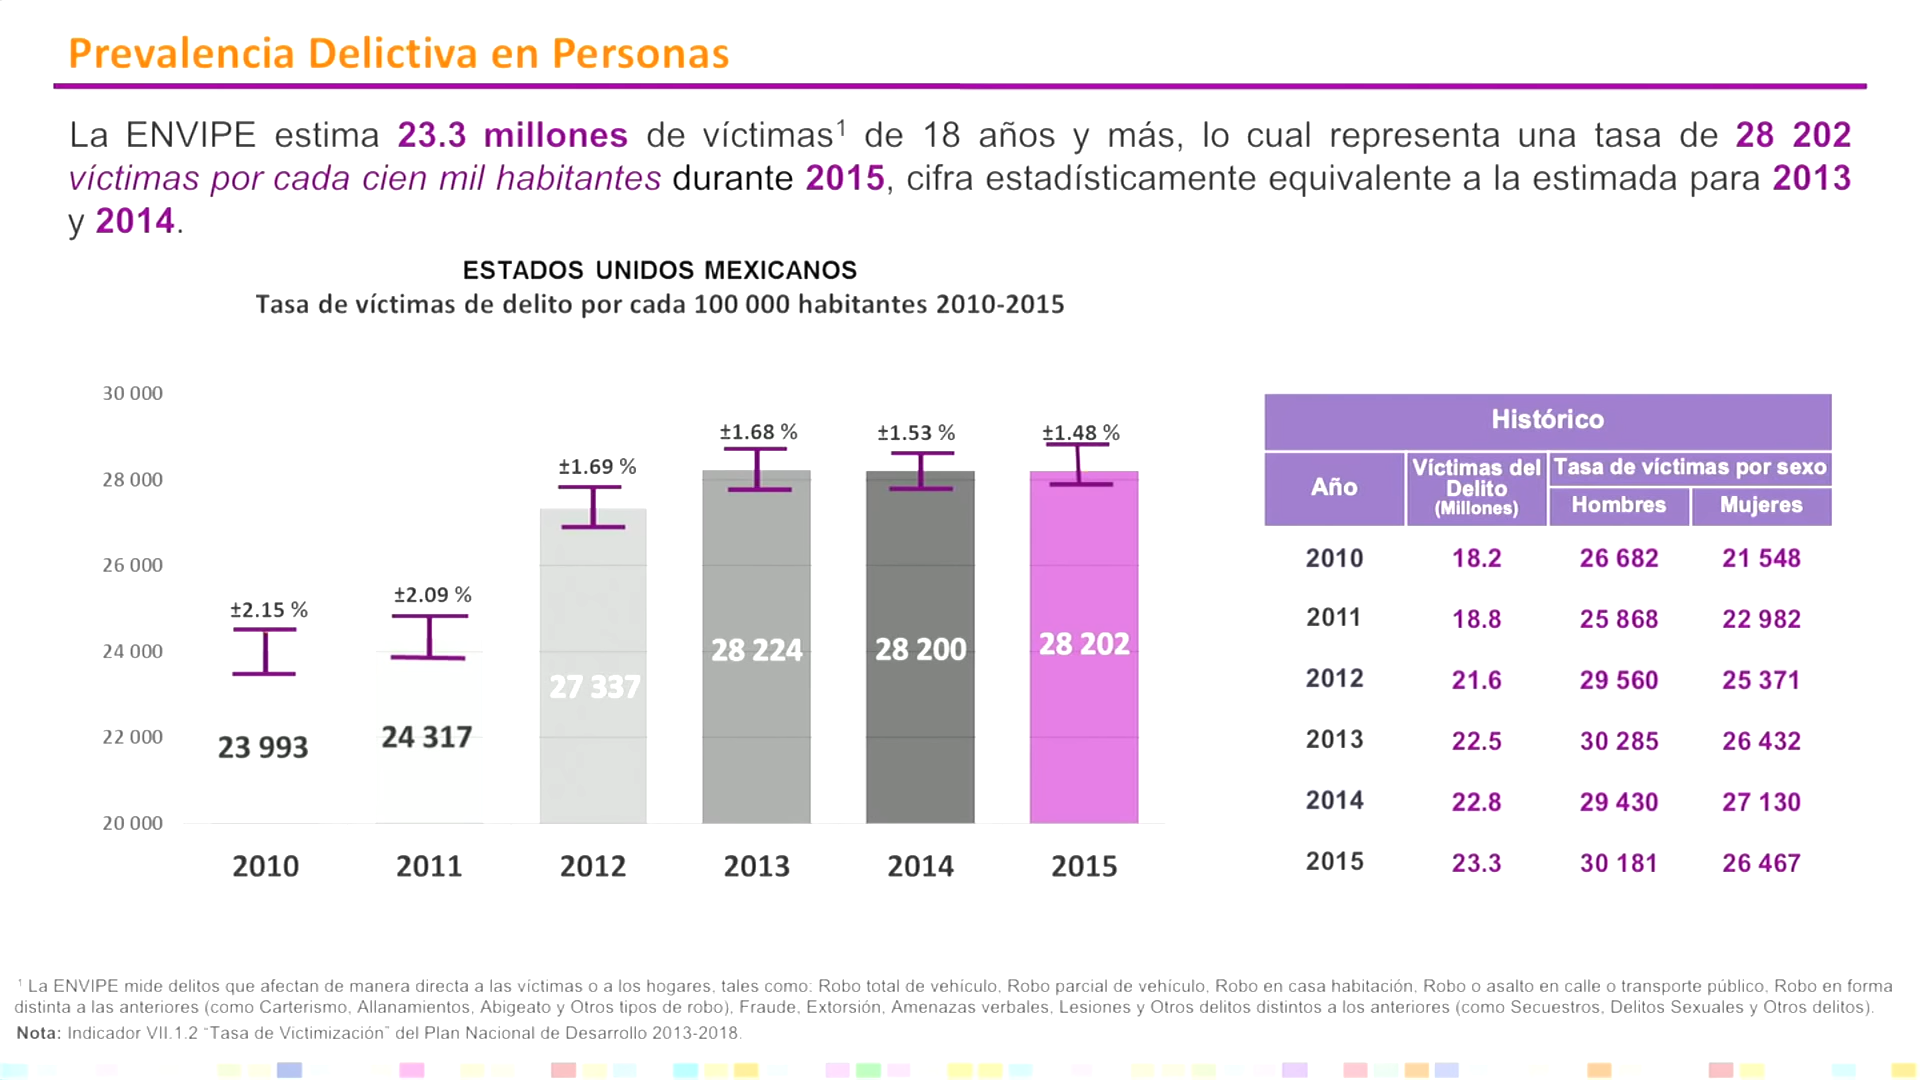 Prevalencia Delictiva en Personas
La ENVIPE estima 23.3 millones de víctimas¹ de 18 años y más, lo cual representa una tasa de 28 202
víctimas por cada cien mil habitantes durante 2015, cifra estadísticamente equivalente a la estimada para 2013
y 2014.
ESTADOS UNIDOS MEXICANOS
Tasa de víctimas de delito por cada 100 000 habitantes 2010-2015
30 000
28 000
26 000
24 000
22 000
20 000
±2.15 %
±2.09 %
±1.69 %
±1.68 %
±1.53 %
±1.48 %
23 993
24 317
27 337
28 224
28 200
28 202
2010
2011
2012
2013
2014
2015
Histórico
Año
Víctimas del
Delito
(Millones)
Tasa de víctimas por sexo
Hombres
Mujeres
2010 18.2 26 682 21 548
2011 18.8 25 868 22 982
2012 21.6 29 560 25 371
2013 22.5 30 285 26 432
2014 22.8 29 430 27 130
2015 23.3 30 181 26 467
¹ La ENVIPE mide delitos que afectan de manera directa a las víctimas o a los hogares, tales como: Robo total de vehículo, Robo parcial de vehículo, Robo en casa habitación, Robo o asalto en calle o transporte público, Robo en forma
distinta a las anteriores (como Carterismo, Allanamientos, Abigeato y Otros tipos de robo), Fraude, Extorsión, Amenazas verbales, Lesiones y Otros delitos distintos a los anteriores (como Secuestros, Delitos Sexuales y Otros delitos).
Nota: Indicador VII.1.2 “Tasa de Victimización” del Plan Nacional de Desarrollo 2013-2018.